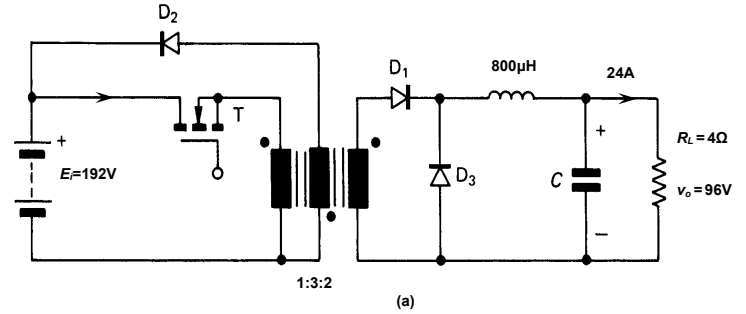 D2
D1
800μH
24A
T
+
Ei=192V
D3
C
+
−
RL = 4Ω
vo = 96V
1:3:2
(a)